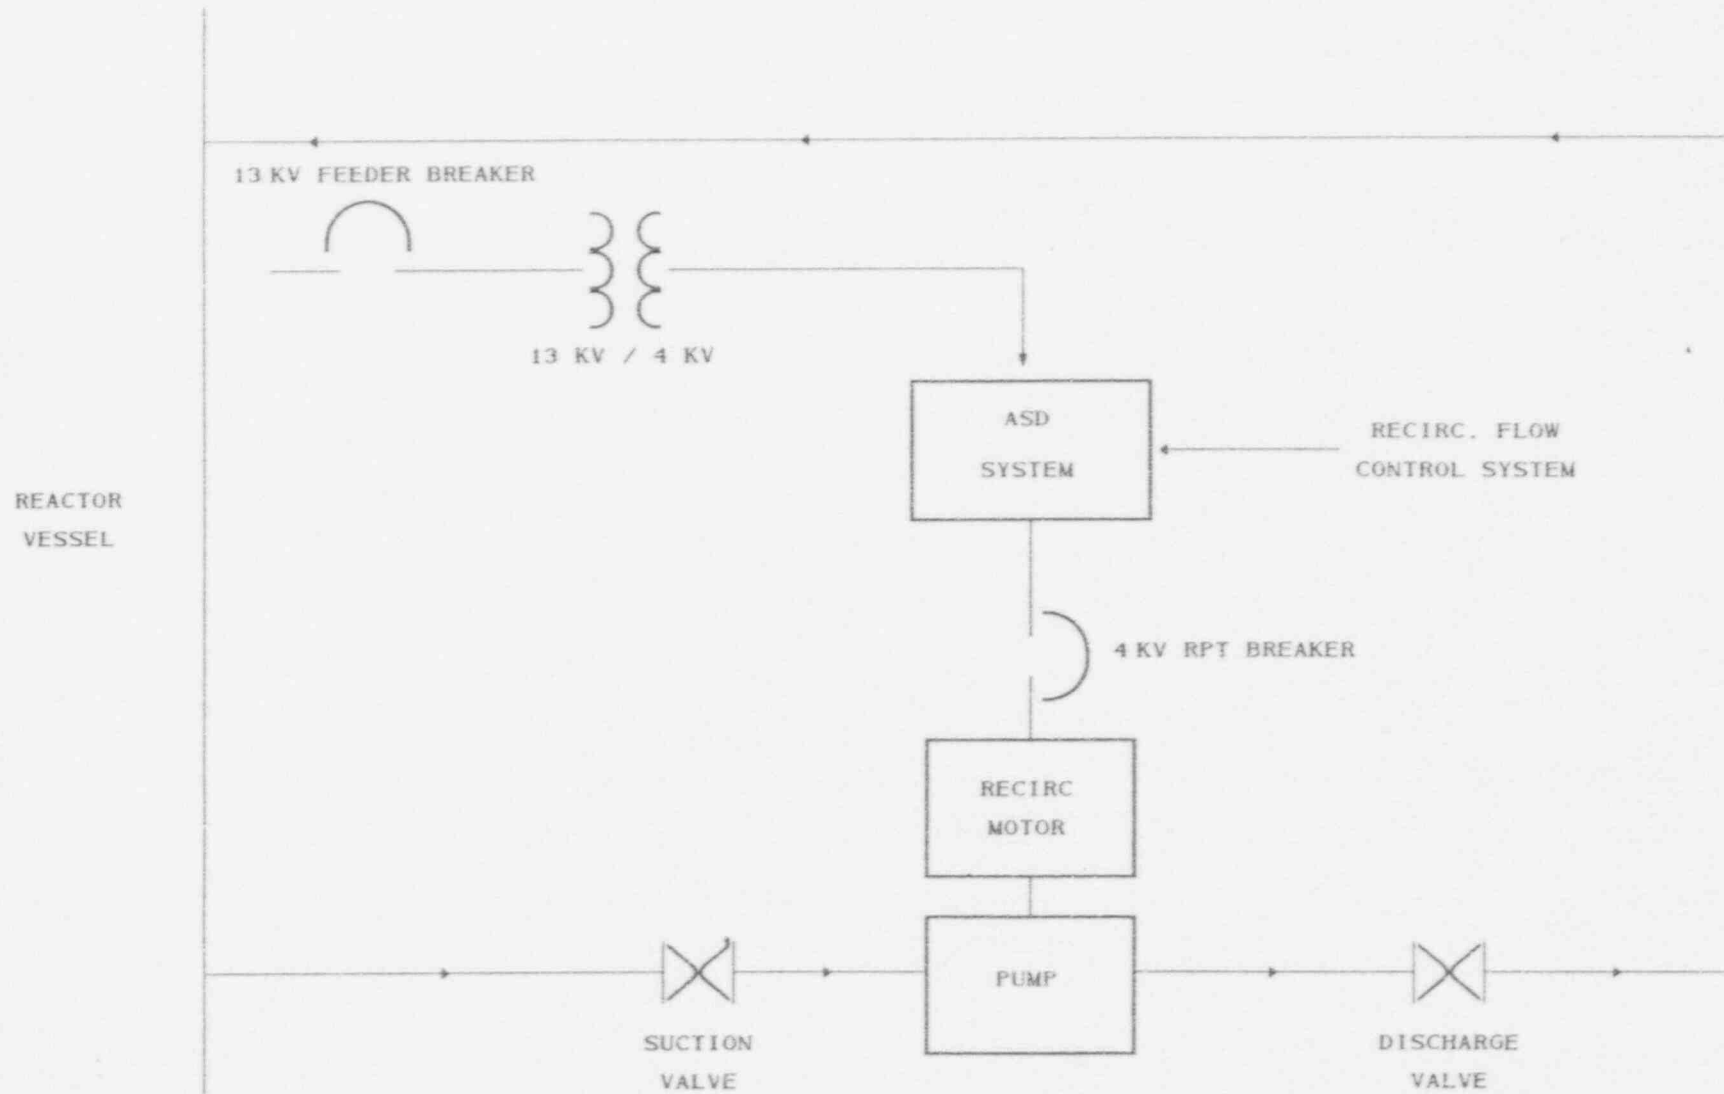 13 KV FEEDER BREAKER
13 KV / 4 KV
ASD
SYSTEM
RECIRC. FLOW
CONTROL SYSTEM
REACTOR
VESSEL
4 KV RPT BREAKER
RECIRC
MOTOR
PUMP
SUCTION
VALVE
DISCHARGE
VALVE